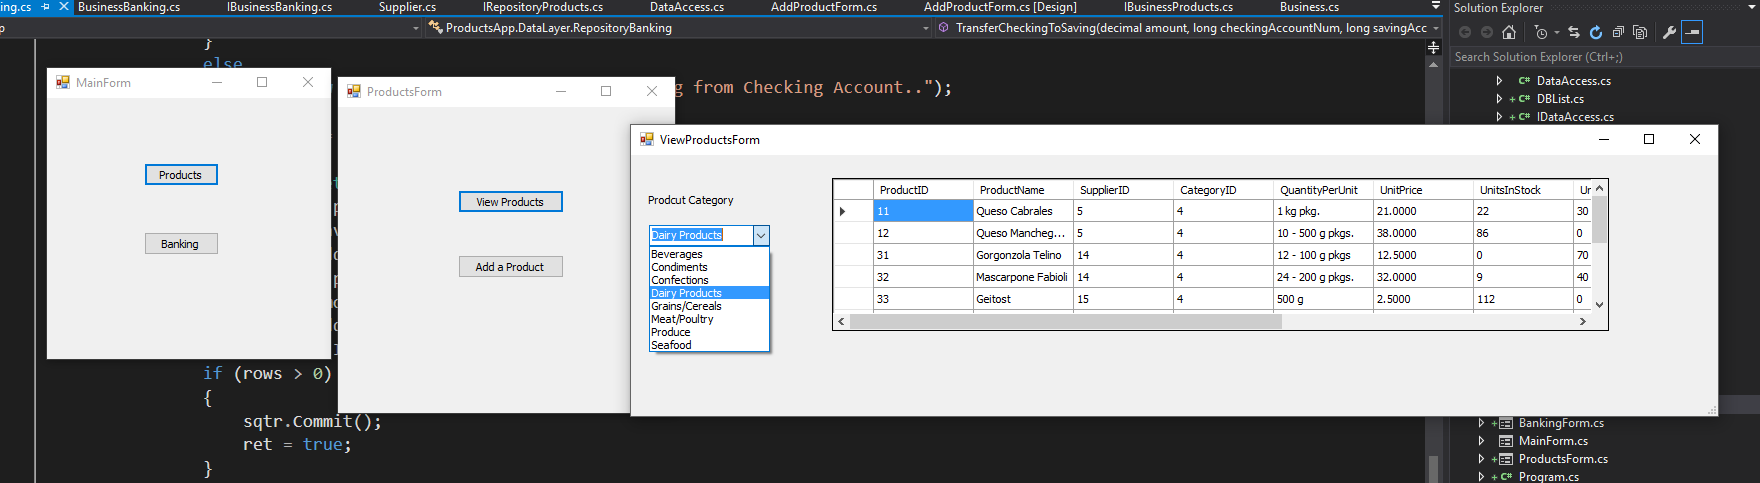 ng.cs BusinessBanking.cs IBusinessBanking.cs Supplier.cs IRepositoryProducts.cs DataAccess.cs AddProductForm.cs AddProductForm.cs [Design] IBusinessProducts.cs Business.cs
Solution Explorer
p ProductsApp.DataLayer.RepositoryBanking TransferCheckingToSaving(decimal amount, long checkingAccountNum, long savingAcc
Search Solution Explorer (Ctrl+;)
}
else
g from Checking Account..");
MainForm
Products
Banking
ProductsForm
View Products
Add a Product
ViewProductsForm
Prodcut Category
Dairy Products
Beverages
Condiments
Confections
Dairy Products
Grains/Cereals
Meat/Poultry
Produce
Seafood
ProductID ProductName SupplierID CategoryID QuantityPerUnit UnitPrice UnitsInStock Ur
11 Queso Cabrales 5 4 1 kg pkg. 21.0000 22 30
12 Queso Mancheg... 5 4 10 - 500 g pkgs. 38.0000 86 0
31 Gorgonzola Telino 14 4 12 - 100 g pkgs 12.5000 0 70
32 Mascarpone Fabioli 14 4 24 - 200 g pkgs. 32.0000 9 40
33 Geitost 15 4 500 g 2.5000 112 0
if (rows > 0)
{
sqtr.Commit();
ret = true;
}
DataAccess.cs
DBList.cs
IDataAccess.cs
BankingForm.cs
MainForm.cs
ProductsForm.cs
Program.cs